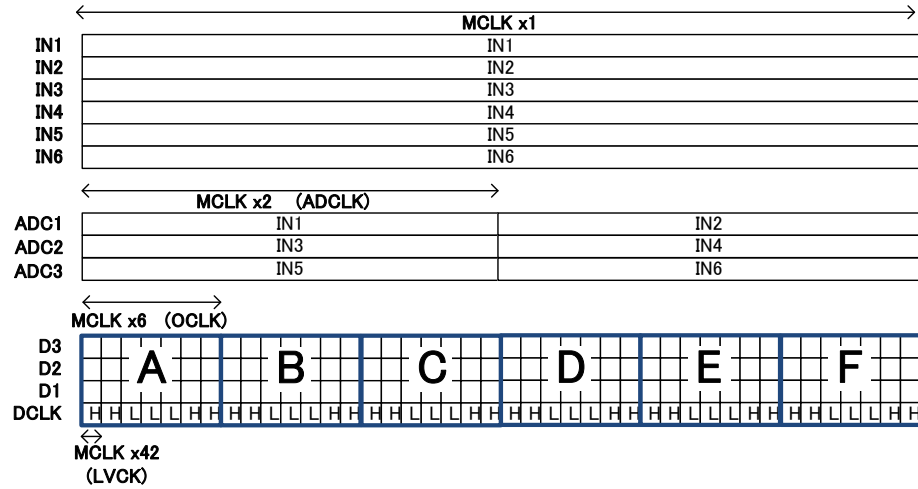 MCLK x1
IN1 IN1
IN2 IN2
IN3 IN3
IN4 IN4
IN5 IN5
IN6 IN6
MCLK x2 (ADCLK)
ADC1 IN1 IN2
ADC2 IN3 IN4
ADC3 IN5 IN6
MCLK x6 (OCLK)
D3
D2 A B C D E F
D1
DCLK H H L L L H H H H L L L H H H H L L L H H H H L L L H H H H L L L H H H H L L L H H
MCLK x42
(LVCK)